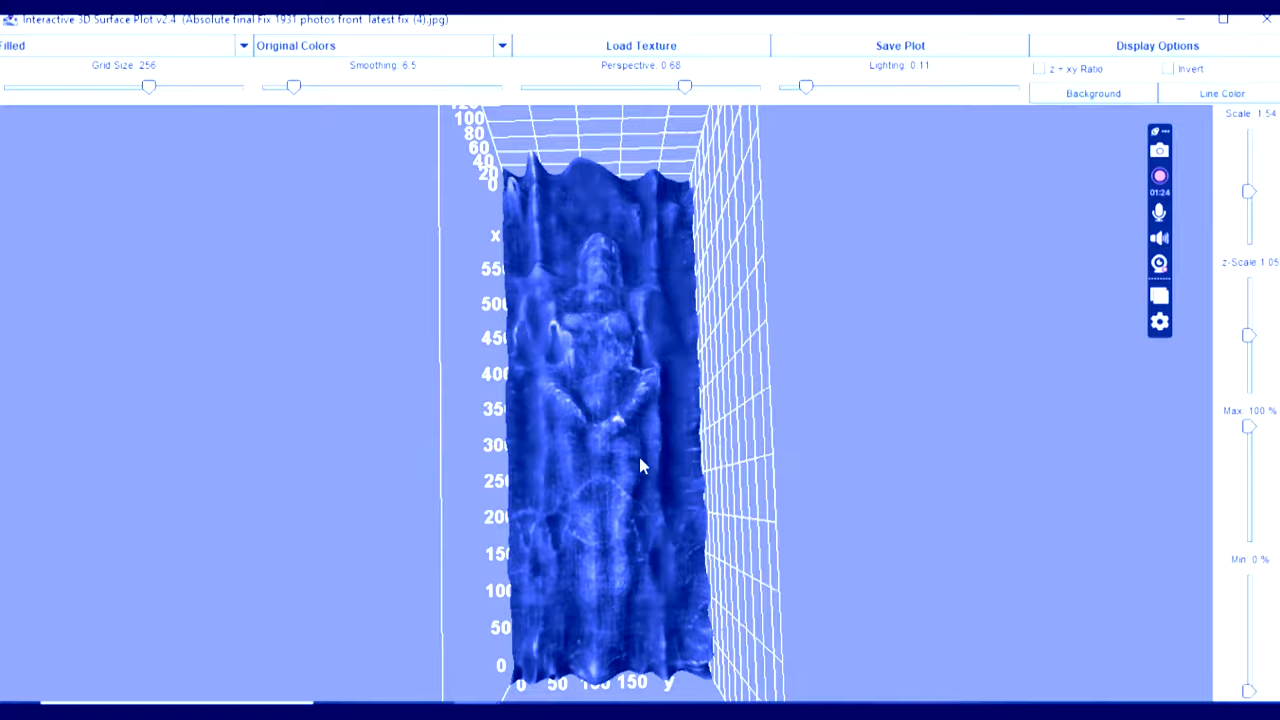 Interactive 3D Surface Plot v2.4 (Absolute final Fix 1931 photos front latest fix (4).jpg)
Filled
Original Colors
Load Texture
Save Plot
Display Options
Grid Size: 256
Smoothing: 6.5
Perspective: 0.68
Lighting: 0.11
z ÷ xy Ratio
Invert
Background
Line Color
Scale: 1.54
z-Scale: 1.05
Max: 100 %
Min: 0 %
01:24
120
100
80
60
40
20
0
x
550
500
450
400
350
300
250
200
150
100
50
0
0 50 100 150 y